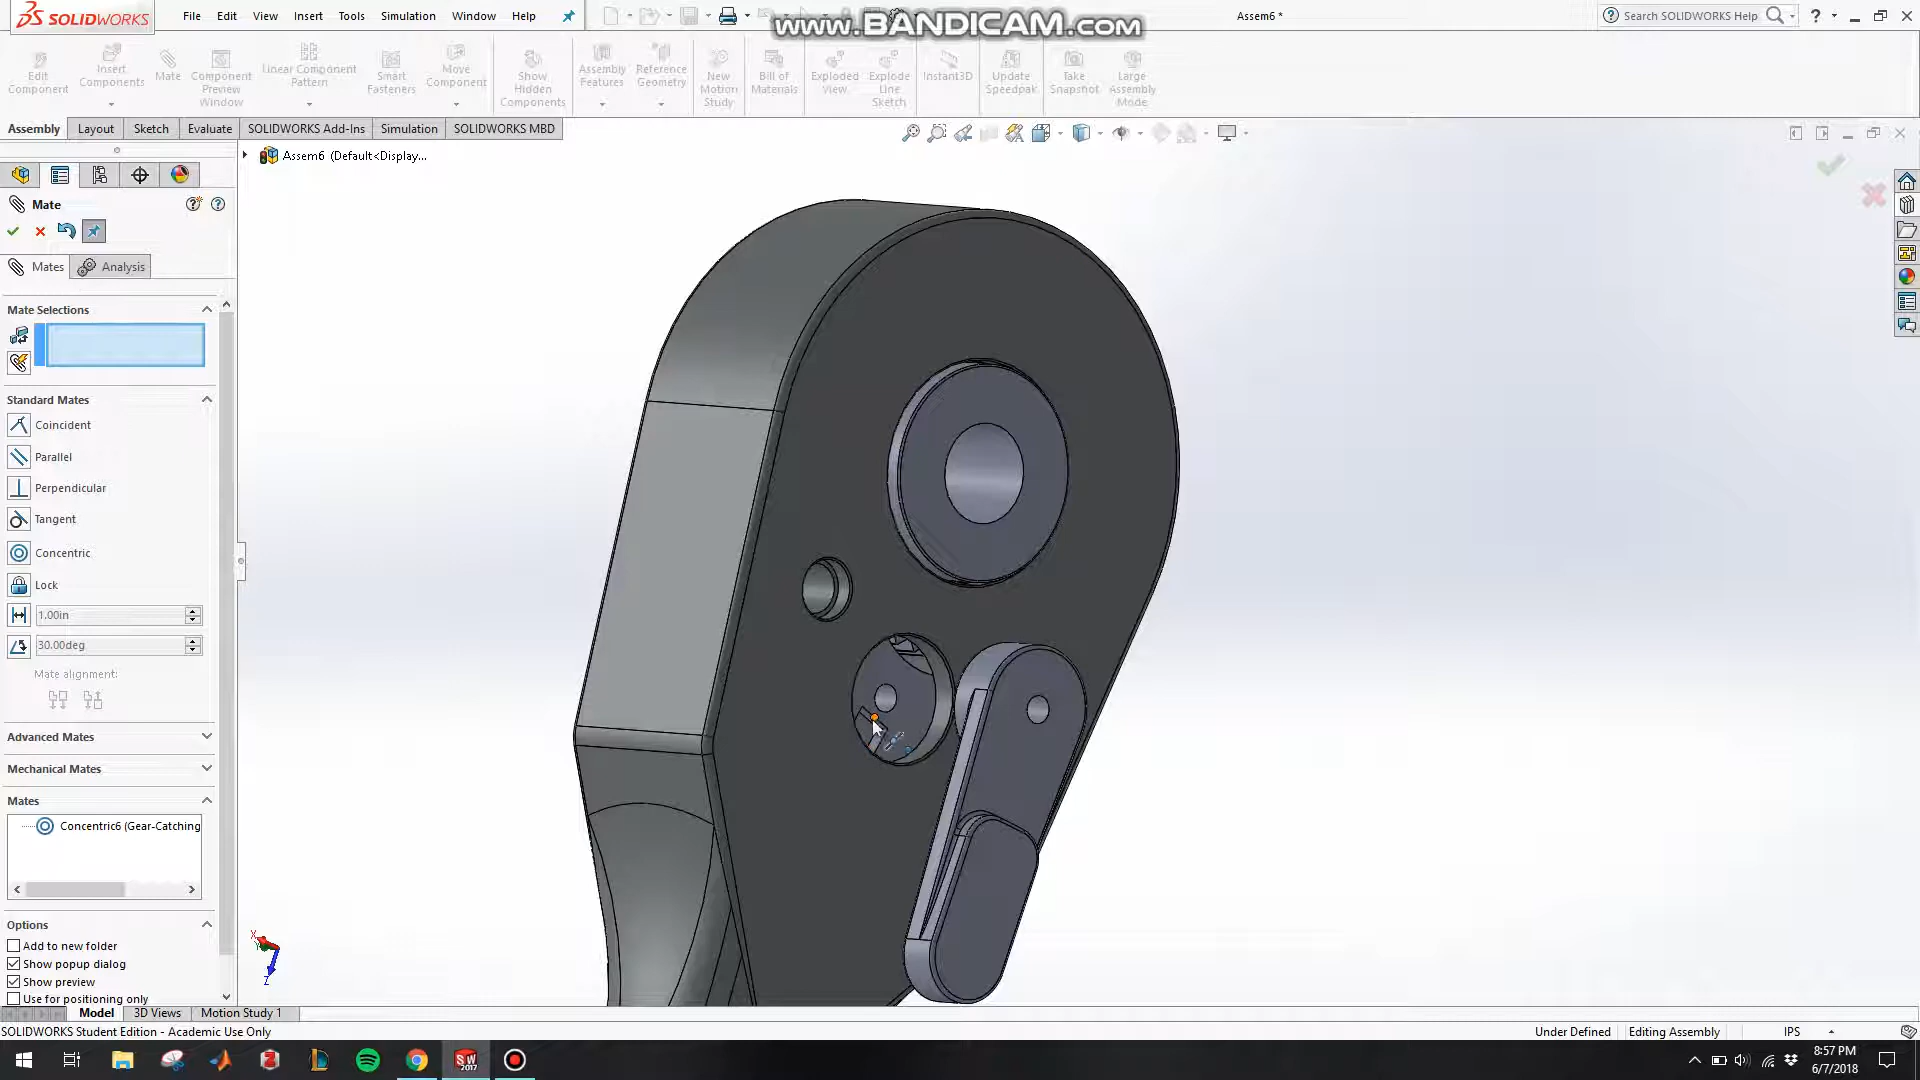 SOLIDWORKS
File Edit View Insert Tools Simulation Window Help
www.BANDICAM.com
Assem6 *
Search SOLIDWORKS Help
Edit Component
Insert Components
Mate
Component Preview Window
Linear Component Pattern
Smart Fasteners
Move Component
Show Hidden Components
Assembly Features
Reference Geometry
New Motion Study
Bill of Materials
Exploded View
Explode Line Sketch
Instant3D
Update Speedpak
Take Snapshot
Large Assembly Mode
Assembly Layout Sketch Evaluate SOLIDWORKS Add-Ins Simulation SOLIDWORKS MBD
Assem6 (Default<Display...
Mate
Mates Analysis
Mate Selections
Standard Mates
Coincident
Parallel
Perpendicular
Tangent
Concentric
Lock
1.00in
30.00deg
Mate alignment:
Advanced Mates
Mechanical Mates
Mates
Concentric6 (Gear-Catching
Options
Add to new folder
Show popup dialog
Show preview
Use for positioning only
X
Y
Z
Model 3D Views Motion Study 1
SOLIDWORKS Student Edition - Academic Use Only
Under Defined Editing Assembly IPS
SW
2017
8:57 PM
6/7/2018